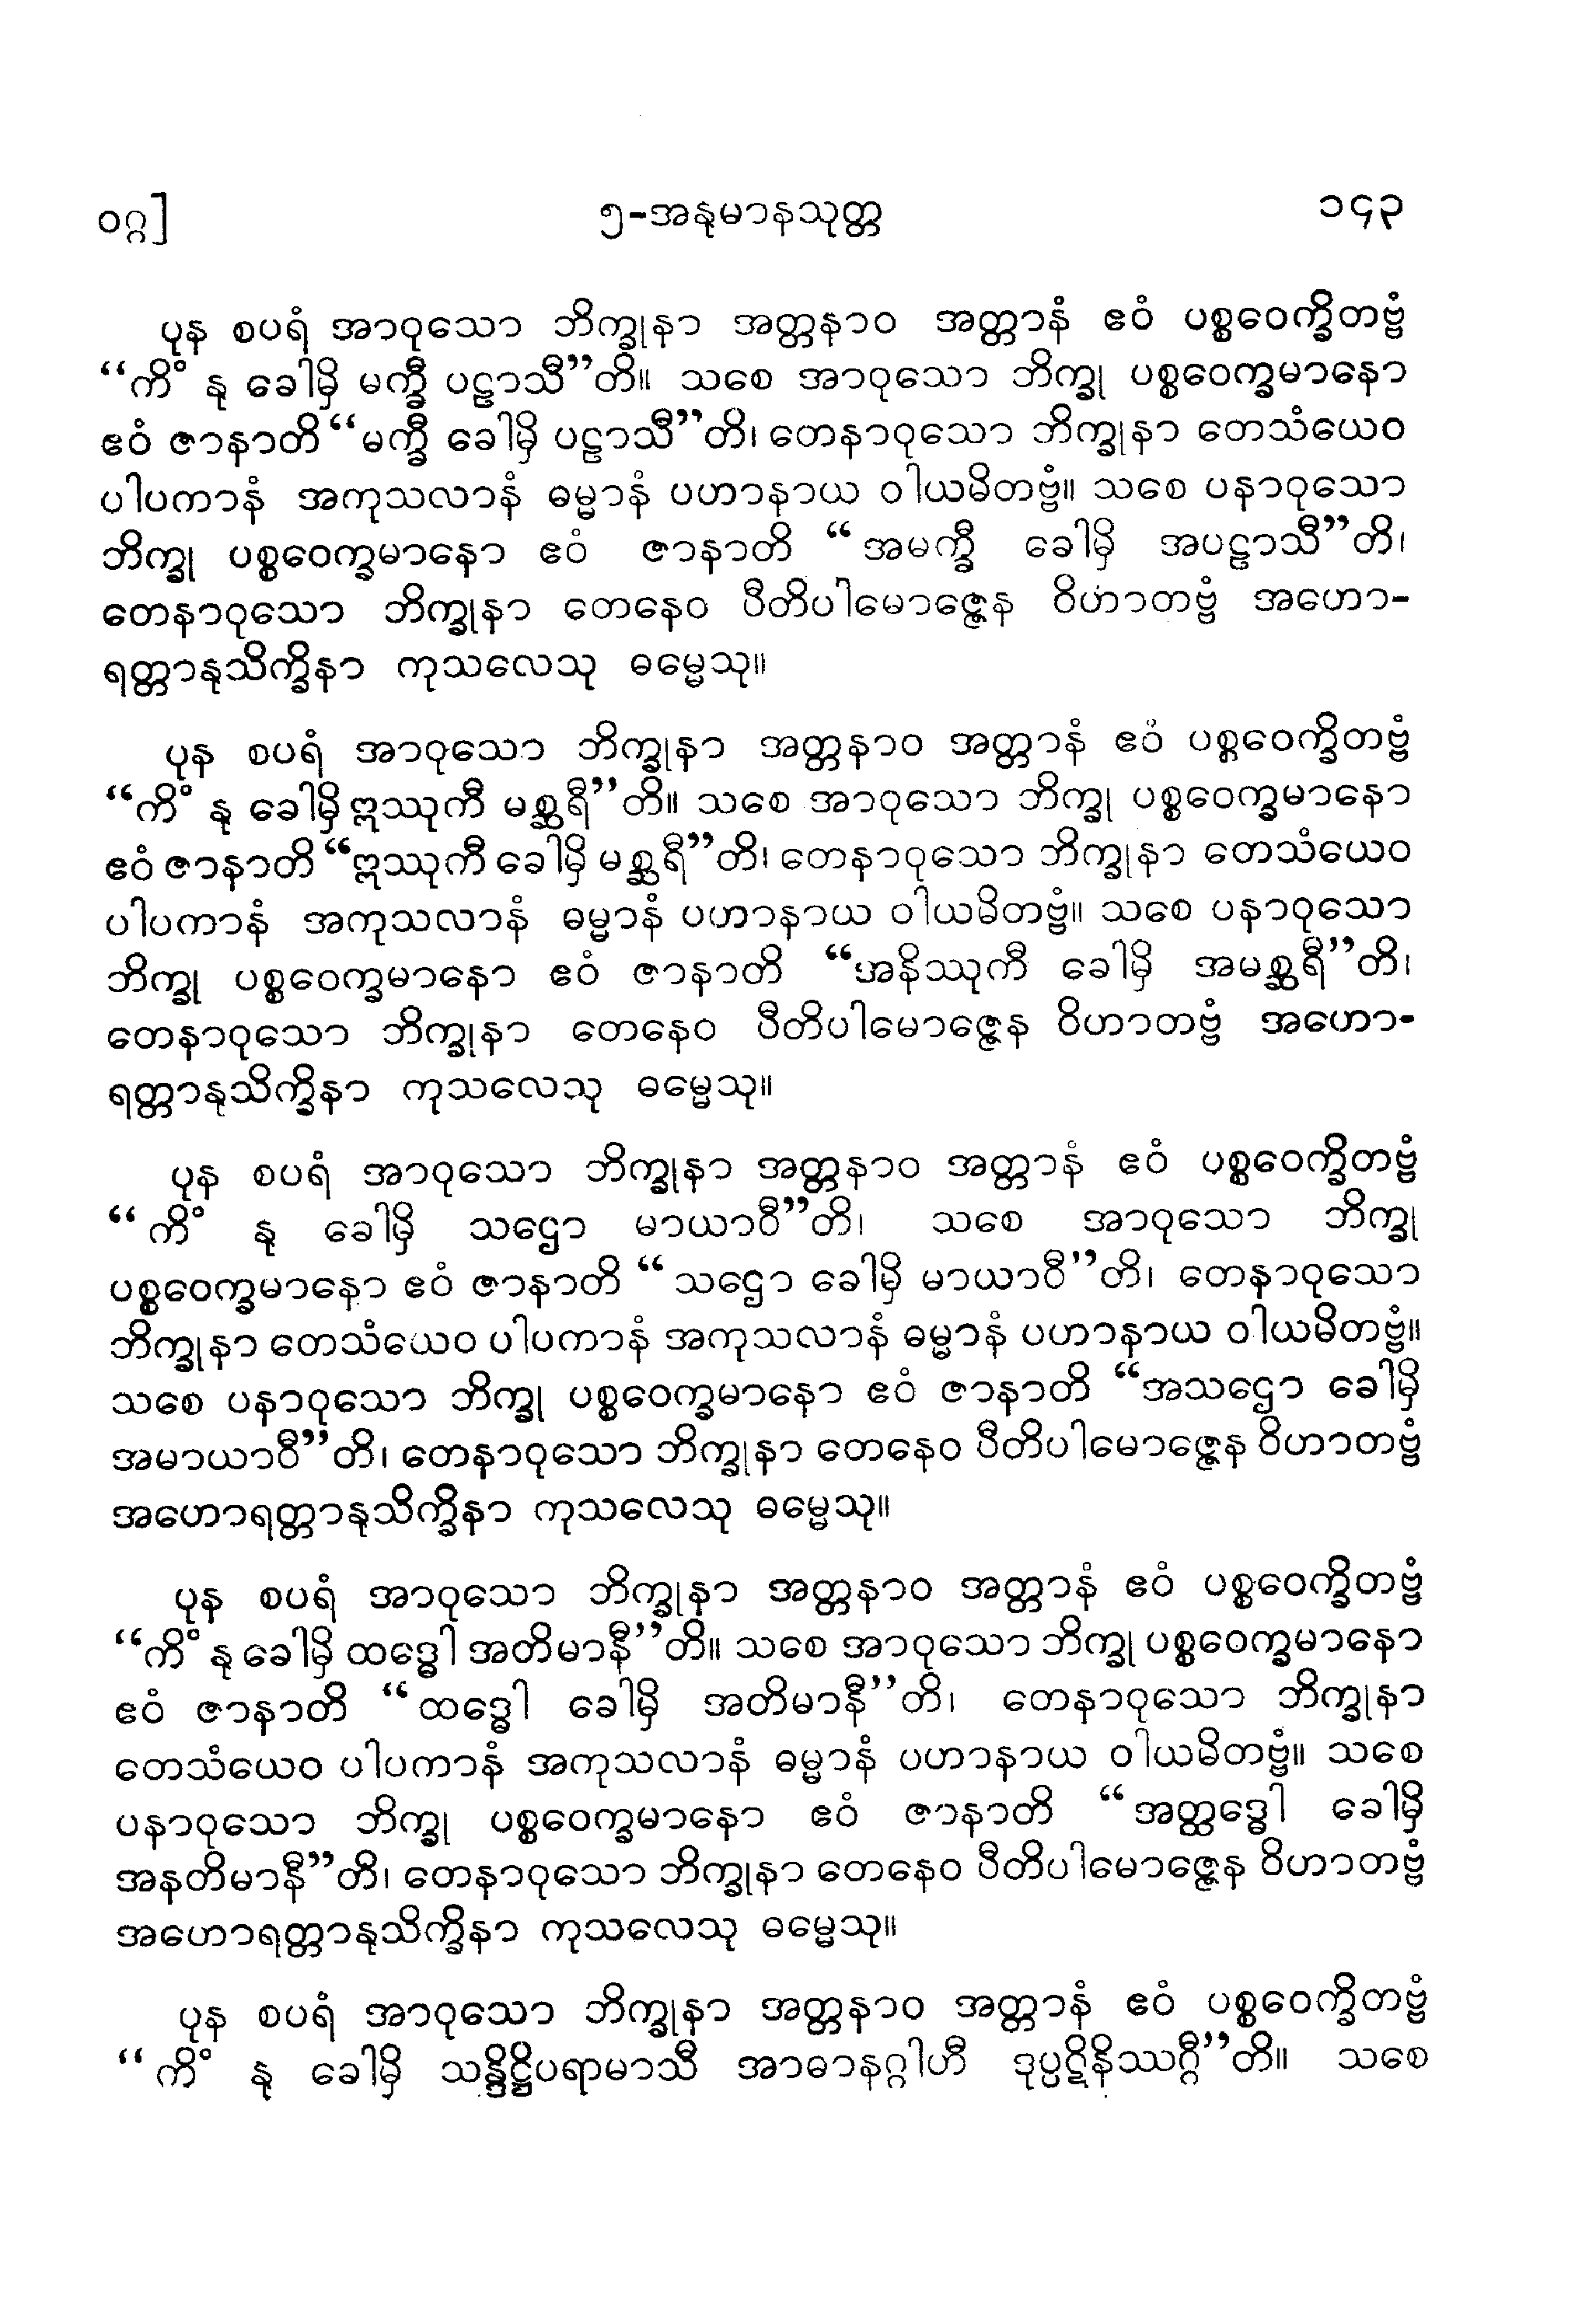 ဝဂ္ဂ] ၅-အနုမာနသုတ္တ ၁၄၃
ပုန စပရံ အာဝုသော ဘိက္ခုနာ အတ္တနာဝ အတ္တာနံ ဧဝံ ပစ္စဝေက္ခိတဗ္ဗံ
“ကိံ နု ခေါမှိ မက္ခီ ပဠာသီ”တိ။ သစေ အာဝုသော ဘိက္ခု ပစ္စဝေက္ခမာနော
ဧဝံ ဇာနာတိ “မက္ခီ ခေါမှိ ပဠာသီ”တိ၊ တေနာဝုသော ဘိက္ခုနာ တေသံယေဝ
ပါပကာနံ အကုသလာနံ ဓမ္မာနံ ပဟာနာယ ဝါယမိတဗ္ဗံ။ သစေ ပနာဝုသော
ဘိက္ခု ပစ္စဝေက္ခမာနော ဧဝံ ဇာနာတိ “အမက္ခီ ခေါမှိ အပဠာသီ”တိ၊
တေနာဝုသော ဘိက္ခုနာ တေနေဝ ပီတိပါမောဇ္ဇေန ဝိဟာတဗ္ဗံ အဟော-
ရတ္တာနုသိက္ခိနာ ကုသလေသု ဓမ္မေသု။
ပုန စပရံ အာဝုသော ဘိက္ခုနာ အတ္တနာဝ အတ္တာနံ ဧဝံ ပစ္စဝေက္ခိတဗ္ဗံ
“ကိံ နု ခေါမှိ ဣဿုကီ မစ္ဆရီ”တိ။ သစေ အာဝုသော ဘိက္ခု ပစ္စဝေက္ခမာနော
ဧဝံ ဇာနာတိ “ဣဿုကီ ခေါမှိ မစ္ဆရီ”တိ၊ တေနာဝုသော ဘိက္ခုနာ တေသံယေဝ
ပါပကာနံ အကုသလာနံ ဓမ္မာနံ ပဟာနာယ ဝါယမိတဗ္ဗံ။ သစေ ပနာဝုသော
ဘိက္ခု ပစ္စဝေက္ခမာနော ဧဝံ ဇာနာတိ “အနိဿုကီ ခေါမှိ အမစ္ဆရီ”တိ၊
တေနာဝုသော ဘိက္ခုနာ တေနေဝ ပီတိပါမောဇ္ဇေန ဝိဟာတဗ္ဗံ အဟော-
ရတ္တာနုသိက္ခိနာ ကုသလေသု ဓမ္မေသု။
ပုန စပရံ အာဝုသော ဘိက္ခုနာ အတ္တနာဝ အတ္တာနံ ဧဝံ ပစ္စဝေက္ခိတဗ္ဗံ
“ကိံ နု ခေါမှိ သဌော မာယာဝီ”တိ၊ သစေ အာဝုသော ဘိက္ခု
ပစ္စဝေက္ခမာနော ဧဝံ ဇာနာတိ “သဌော ခေါမှိ မာယာဝီ”တိ၊ တေနာဝုသော
ဘိက္ခုနာ တေသံယေဝ ပါပကာနံ အကုသလာနံ ဓမ္မာနံ ပဟာနာယ ဝါယမိတဗ္ဗံ။
သစေ ပနာဝုသော ဘိက္ခု ပစ္စဝေက္ခမာနော ဧဝံ ဇာနာတိ “အသဌော ခေါမှိ
အမာယာဝီ”တိ၊ တေနာဝုသော ဘိက္ခုနာ တေနေဝ ပီတိပါမောဇ္ဇေန ဝိဟာတဗ္ဗံ
အဟောရတ္တာနုသိက္ခိနာ ကုသလေသု ဓမ္မေသု။
ပုန စပရံ အာဝုသော ဘိက္ခုနာ အတ္တနာဝ အတ္တာနံ ဧဝံ ပစ္စဝေက္ခိတဗ္ဗံ
“ကိံ နု ခေါမှိ ထဒ္ဓေါ အတိမာနီ”တိ။ သစေ အာဝုသော ဘိက္ခု ပစ္စဝေက္ခမာနော
ဧဝံ ဇာနာတိ “ထဒ္ဓေါ ခေါမှိ အတိမာနီ”တိ၊ တေနာဝုသော ဘိက္ခုနာ
တေသံယေဝ ပါပကာနံ အကုသလာနံ ဓမ္မာနံ ပဟာနာယ ဝါယမိတဗ္ဗံ။ သစေ
ပနာဝုသော ဘိက္ခု ပစ္စဝေက္ခမာနော ဧဝံ ဇာနာတိ “အတ္ထဒ္ဓေါ ခေါမှိ
အနတိမာနီ”တိ၊ တေနာဝုသော ဘိက္ခုနာ တေနေဝ ပီတိပါမောဇ္ဇေန ဝိဟာတဗ္ဗံ
အဟောရတ္တာနုသိက္ခိနာ ကုသလေသု ဓမ္မေသု။
ပုန စပရံ အာဝုသော ဘိက္ခုနာ အတ္တနာဝ အတ္တာနံ ဧဝံ ပစ္စဝေက္ခိတဗ္ဗံ
“ကိံ နု ခေါမှိ သန္ဒိဋ္ဌိပရာမာသီ အာဓာနဂ္ဂါဟီ ဒုပ္ပဋိနိဿဂ္ဂီ”တိ။ သစေ